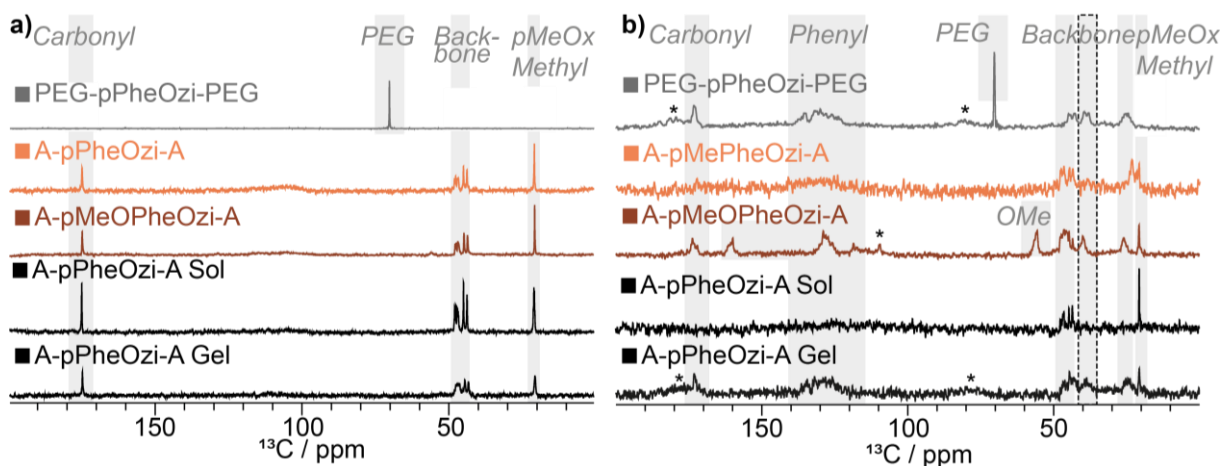 a)
Carbonyl PEG Back-
bone pMeOx
Methyl
PEG-pPheOzi-PEG
A-pPheOzi-A
A-pMeOPheOzi-A
A-pPheOzi-A Sol
A-pPheOzi-A Gel
150 100 50
¹³C / ppm
b)
Carbonyl Phenyl PEG Backbone pMeOx
Methyl
PEG-pPheOzi-PEG
* *
A-pMePheOzi-A
A-pMeOPheOzi-A
OMe
*
A-pPheOzi-A Sol
A-pPheOzi-A Gel
* *
150 100 50
¹³C / ppm